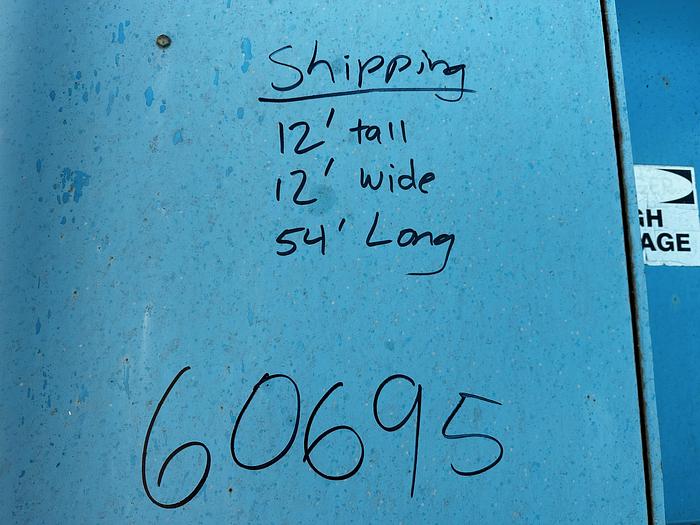 Shipping
12' tall
12' wide
54' Long
GH
AGE
60695